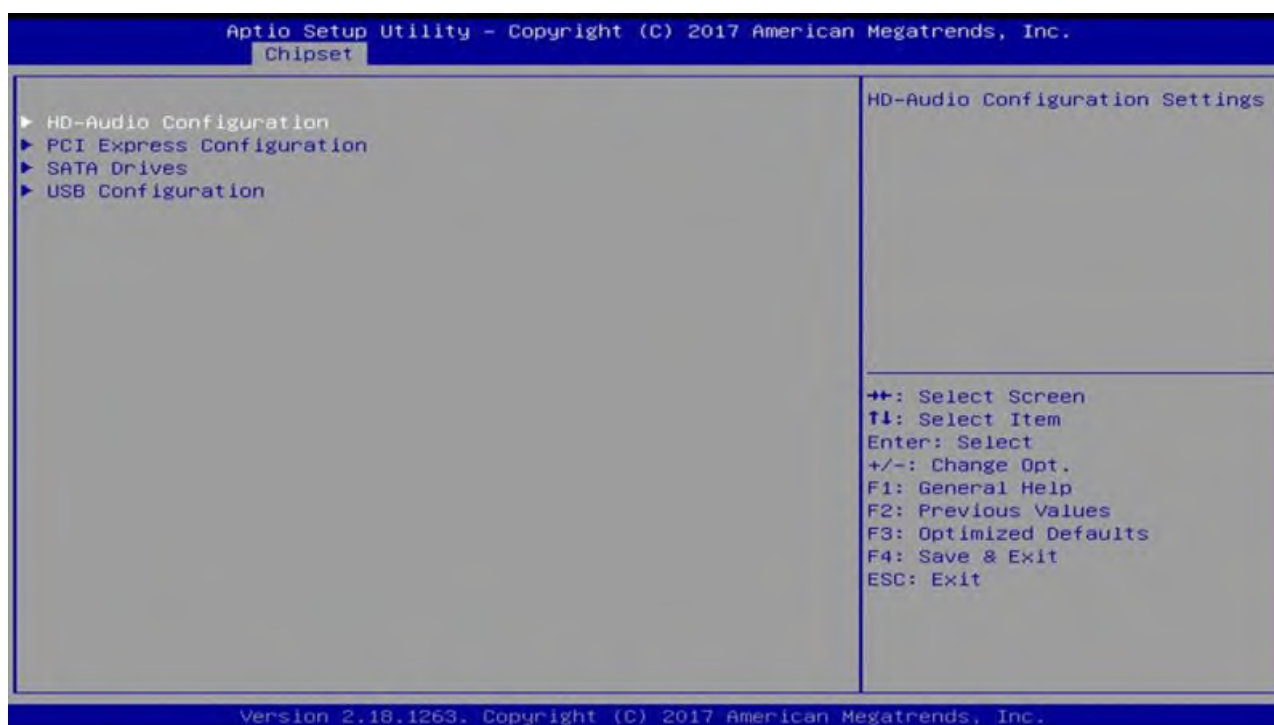 Aptio Setup Utility – Copyright (C) 2017 American Megatrends, Inc.
Chipset
► HD-Audio Configuration
► PCI Express Configuration
► SATA Drives
► USB Configuration
HD-Audio Configuration Settings
→←: Select Screen
↑↓: Select Item
Enter: Select
+/-: Change Opt.
F1: General Help
F2: Previous Values
F3: Optimized Defaults
F4: Save & Exit
ESC: Exit
Version 2.18.1263. Copyright (C) 2017 American Megatrends, Inc.